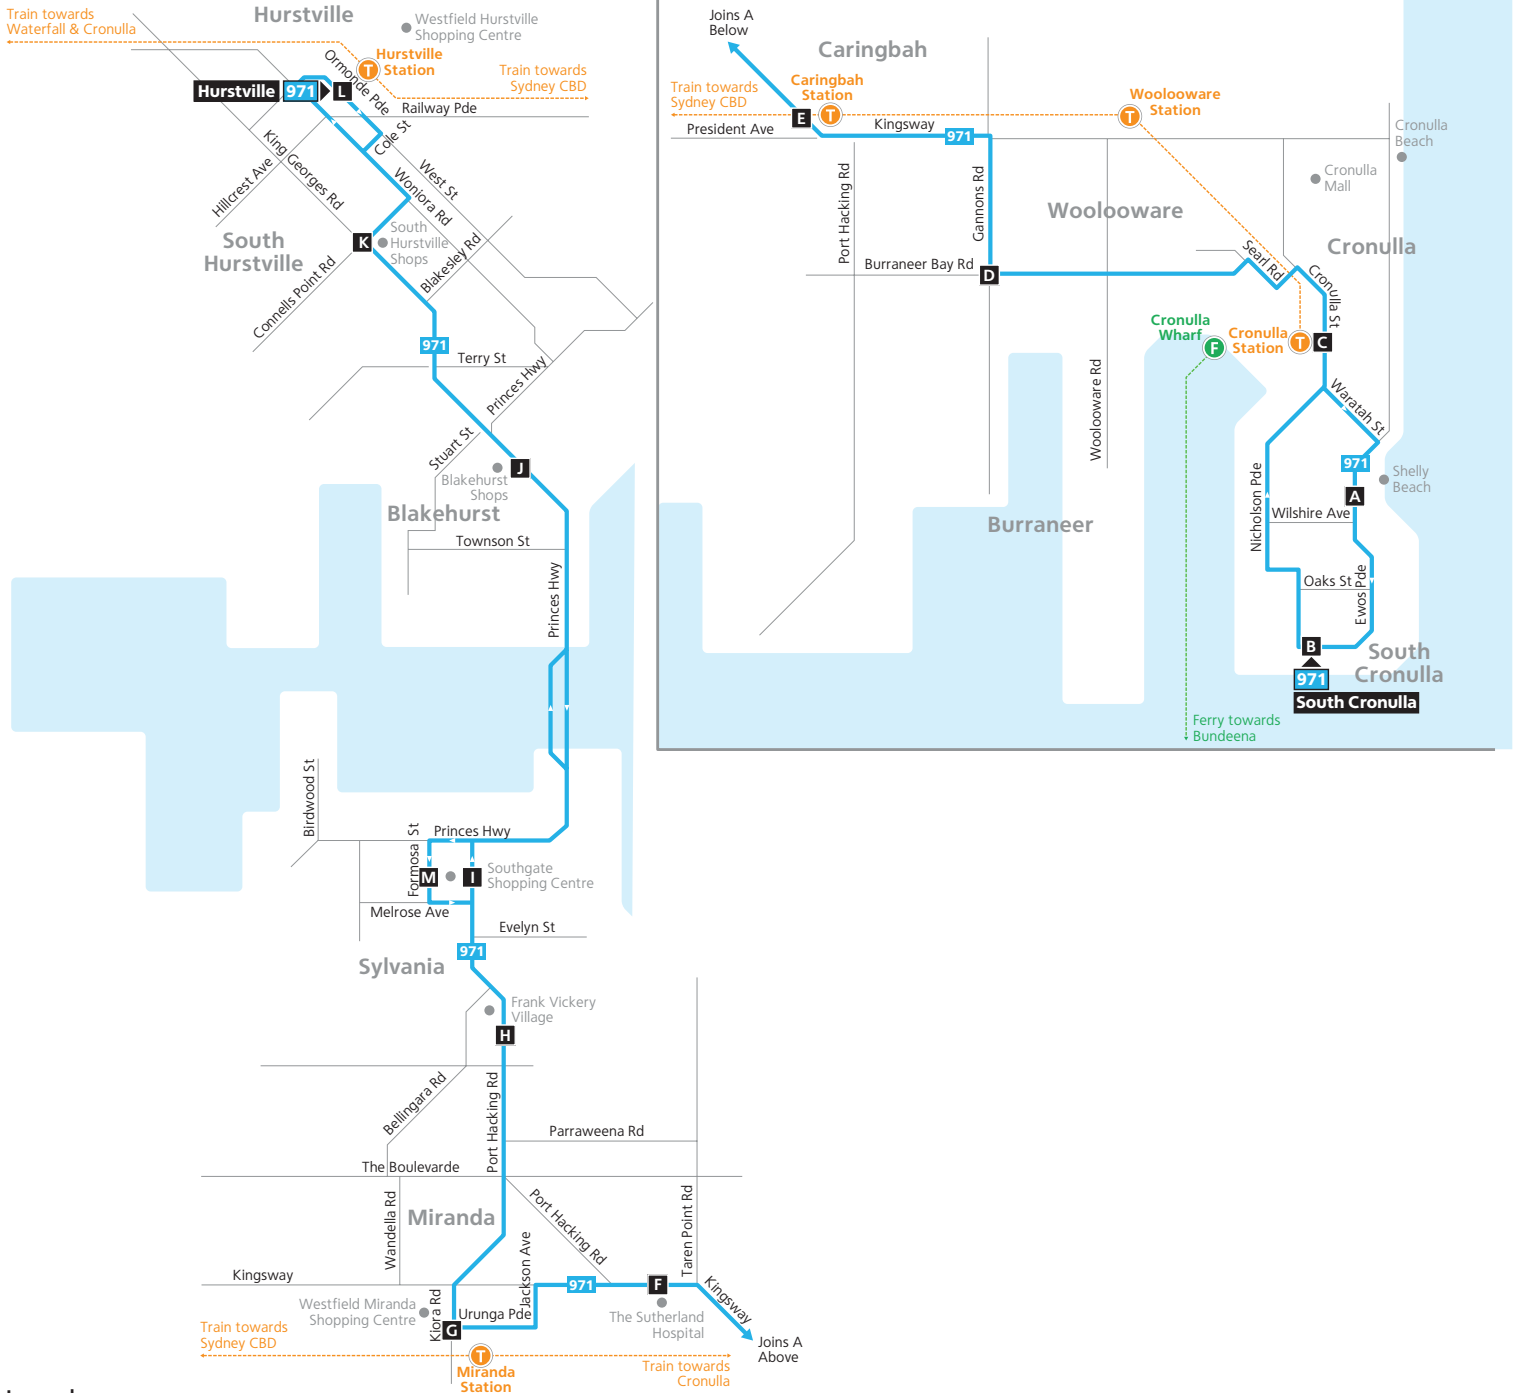 Train towards
Waterfall & Cronulla
Hurstville
Westfield Hurstville
Shopping Centre
Hurstville
Station
Train towards
Sydney CBD
Ormonde Pde
T
Hurstville
971
L
Railway Pde
Cole St
King Georges Rd
Hillcrest Ave
West St
Woniora Rd
K
South
Hurstville
Shops
South
Hurstville
Blakesley Rd
Connells Point Rd
971
Terry St
Princes Hwy
Stuart St
J
Blakehurst
Shops
Blakehurst
Townson St
Princes Hwy
Birdwood St
Formosa St
Princes Hwy
M
I
Southgate
Shopping Centre
Melrose Ave
Evelyn St
971
Sylvania
Frank Vickery
Village
H
Bellingara Rd
Port Hacking Rd
Parraweena Rd
The Boulevarde
Wandella Rd
Miranda
Port Hacking Rd
Taren Point Rd
Jackson Ave
Kingsway
971
F
Kingsway
Westfield Miranda
Shopping Centre
Kiora Rd
Urunga Pde
G
The Sutherland
Hospital
Train towards
Sydney CBD
T
Miranda
Station
Train towards
Cronulla
Joins A
Above
Joins A
Below
Caringbah
Train towards
Sydney CBD
Caringbah
Station
E
T
Woolooware
Station
T
President Ave
Kingsway
971
Cronulla
Beach
Cronulla
Mall
Port Hacking Rd
Gannons Rd
Woolooware
Cronulla
Burraneer Bay Rd
D
Searl Rd
Cronulla St
Cronulla
Wharf
F
Cronulla
Station
T
C
Woolooware Rd
Waratah St
971
Shelly
Beach
A
Nicholson Pde
Wilshire Ave
Burraneer
Oaks St
Ewos Pde
B
South
Cronulla
971
South Cronulla
Ferry towards
Bundeena